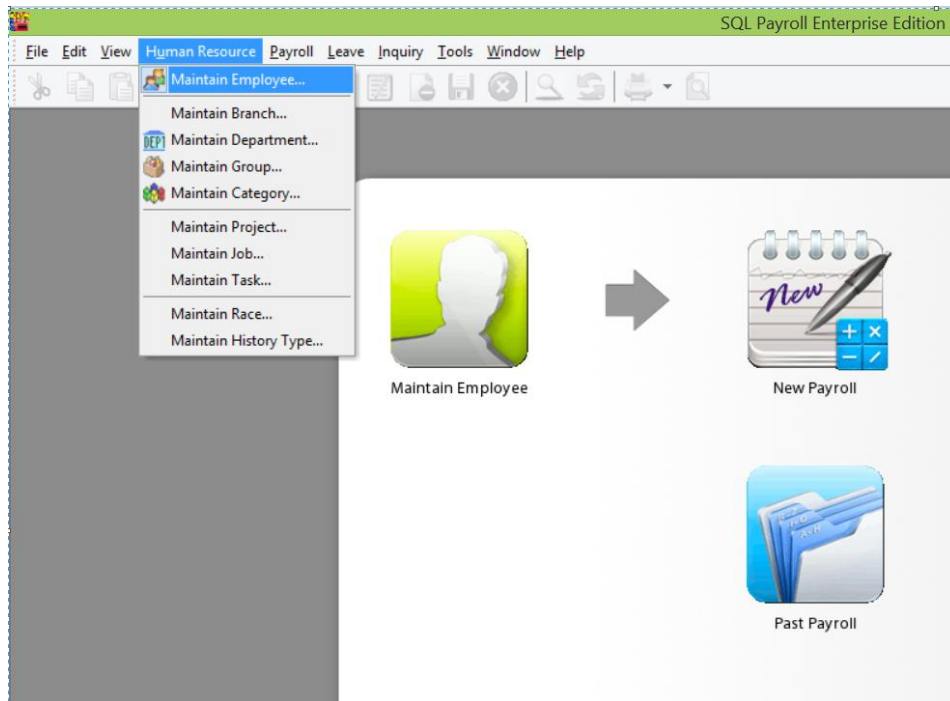 SQL Payroll Enterprise Edition
File Edit View Human Resource Payroll Leave Inquiry Tools Window Help
Maintain Employee...
Maintain Branch...
DEPT Maintain Department...
Maintain Group...
Maintain Category...
Maintain Project...
Maintain Job...
Maintain Task...
Maintain Race...
Maintain History Type...
New
Maintain Employee
New Payroll
Past Payroll